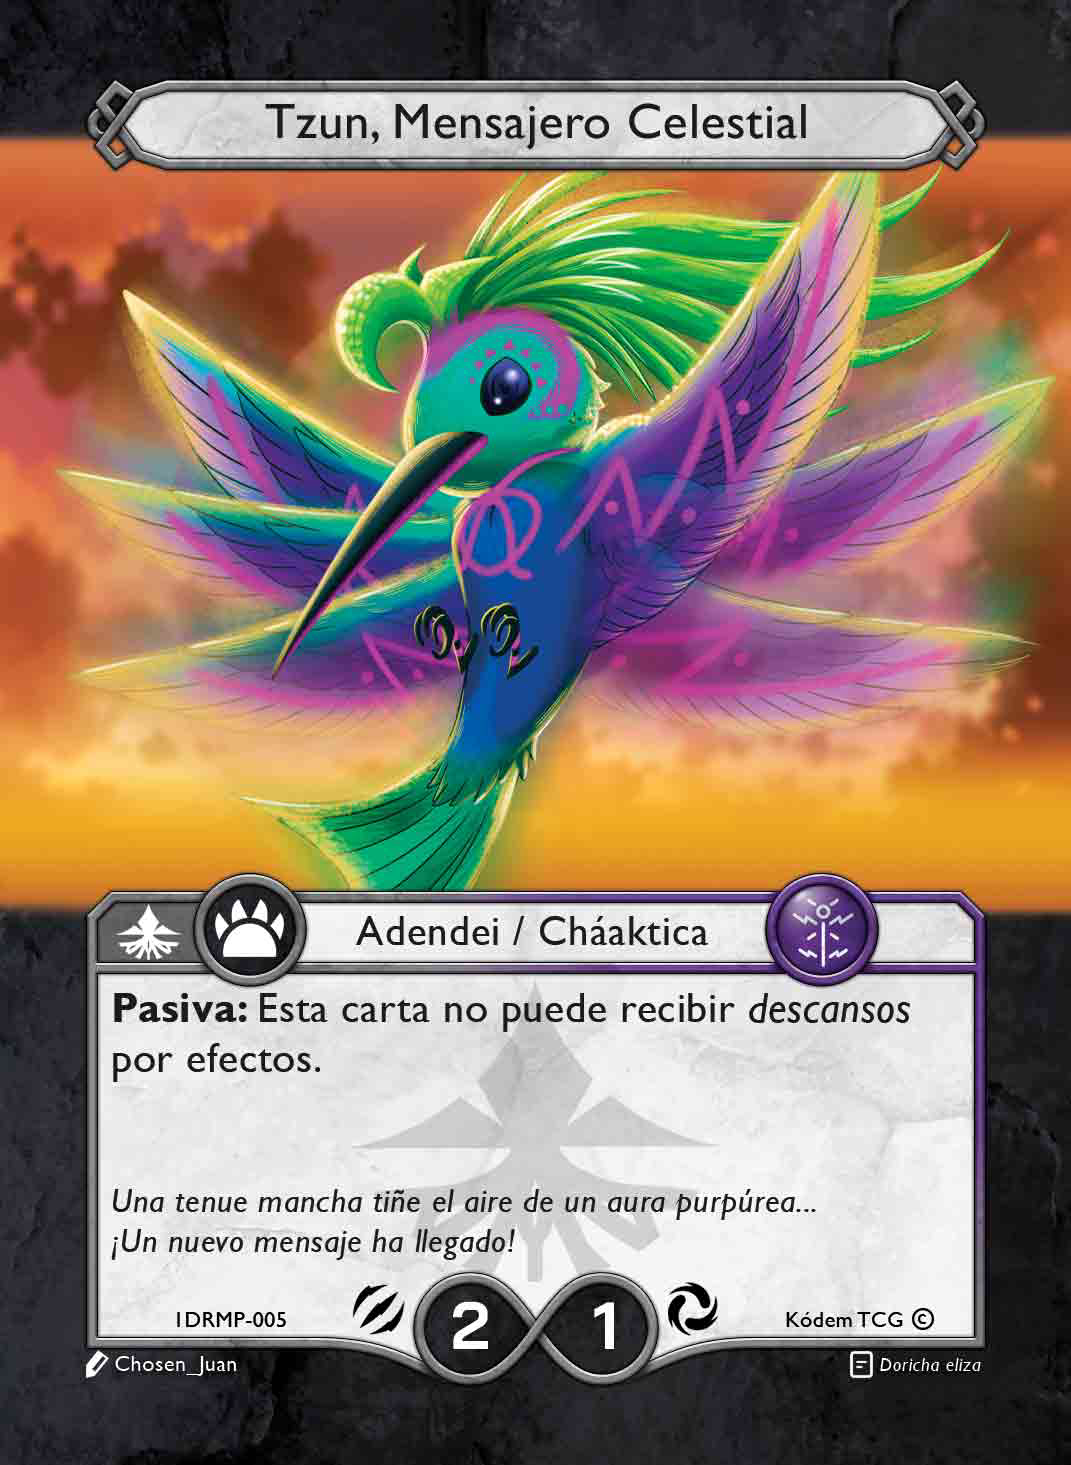 Tzun, Mensajero Celestial
Adendei / Cháaktica
Pasiva: Esta carta no puede recibir descansos
por efectos.
Una tenue mancha tiñe el aire de un aura purpúrea...
¡Un nuevo mensaje ha llegado!
1DRMP-005
2
1
Kódem TCG ©
Chosen_Juan
Doricha eliza